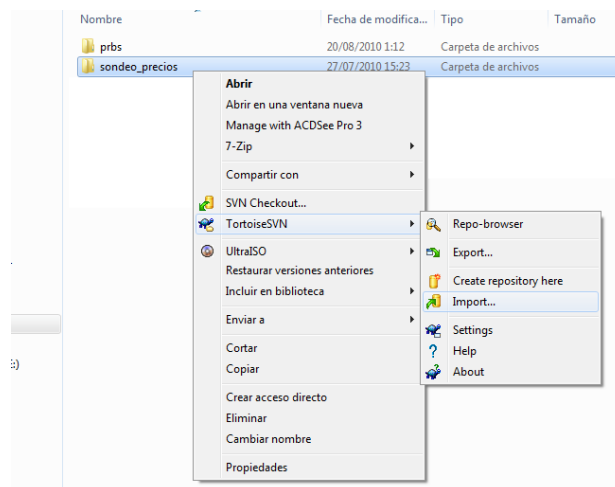 Nombre Fecha de modifica... Tipo Tamaño
prbs 20/08/2010 1:12 Carpeta de archivos
sondeo_precios 27/07/2010 15:23 Carpeta de archivos
Abrir
Abrir en una ventana nueva
Manage with ACDSee Pro 3
7-Zip
Compartir con
SVN Checkout...
TortoiseSVN
UltraISO
Restaurar versiones anteriores
Incluir en biblioteca
Enviar a
Cortar
Copiar
Crear acceso directo
Eliminar
Cambiar nombre
Propiedades
Repo-browser
Export...
Create repository here
Import...
Settings
Help
About